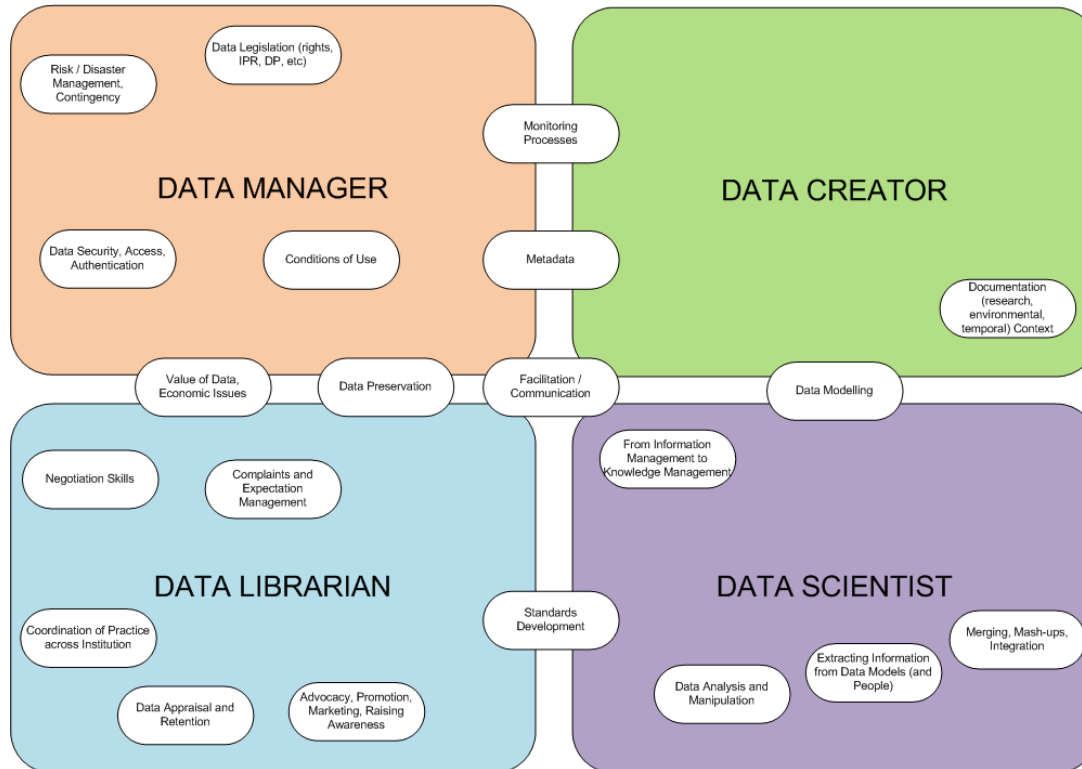 Data Legislation (rights,
IPR, DP, etc)
Risk / Disaster
Management,
Contingency
Monitoring
Processes
DATA MANAGER
DATA CREATOR
Data Security, Access,
Authentication
Conditions of Use
Metadata
Documentation
(research,
environmental,
temporal) Context
Value of Data,
Economic Issues
Data Preservation
Facilitation /
Communication
Data Modelling
From Information
Management to
Knowledge Management
Negotiation Skills
Complaints and
Expectation
Management
DATA LIBRARIAN
DATA SCIENTIST
Standards
Development
Coordination of Practice
across Institution
Merging, Mash-ups,
Integration
Extracting Information
from Data Models (and
People)
Data Analysis and
Manipulation
Data Appraisal and
Retention
Advocacy, Promotion,
Marketing, Raising
Awareness